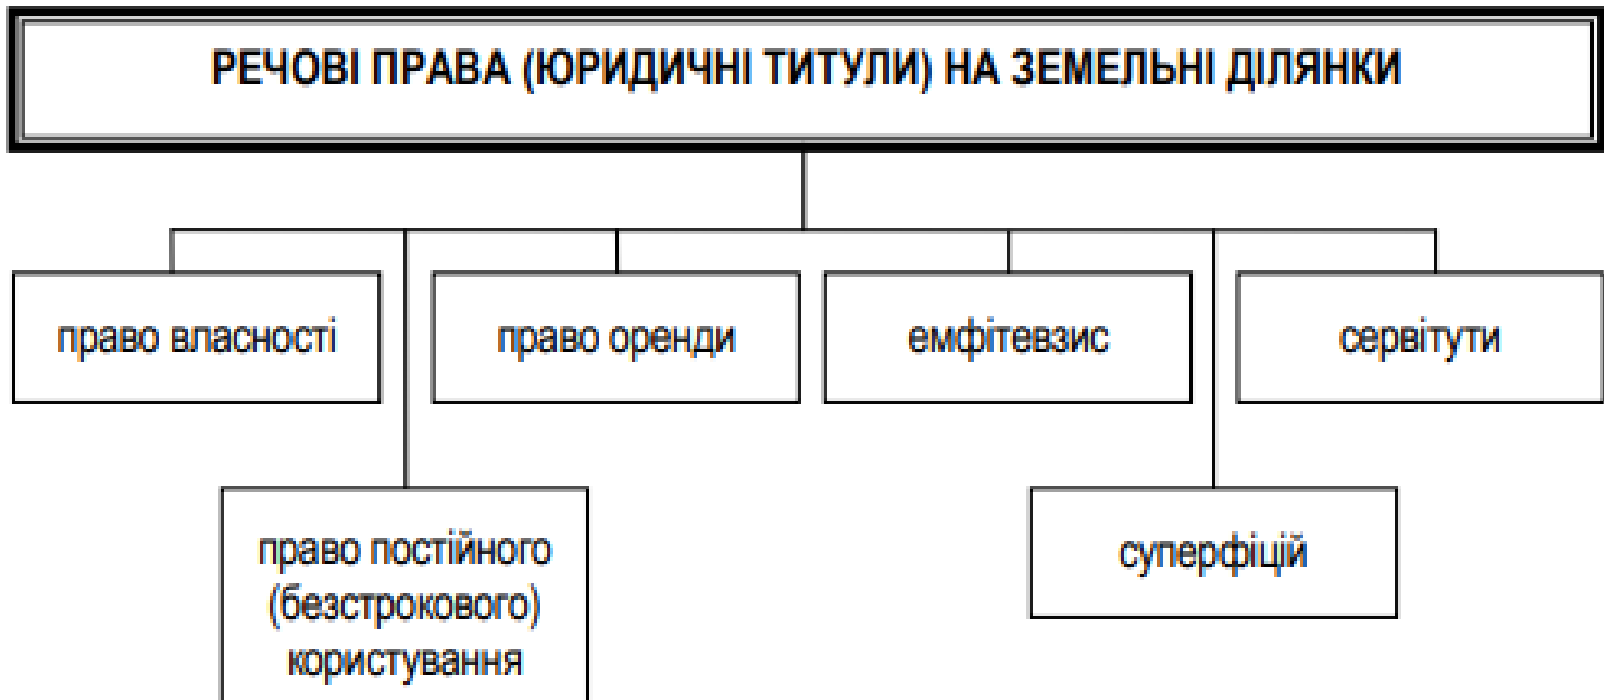 РЕЧОВІ ПРАВА (ЮРИДИЧНІ ТИТУЛИ) НА ЗЕМЕЛЬНІ ДІЛЯНКИ
право власності
право оренди
емфітевзис
сервітути
право постійного
(безстрокового)
користування
суперфіцій